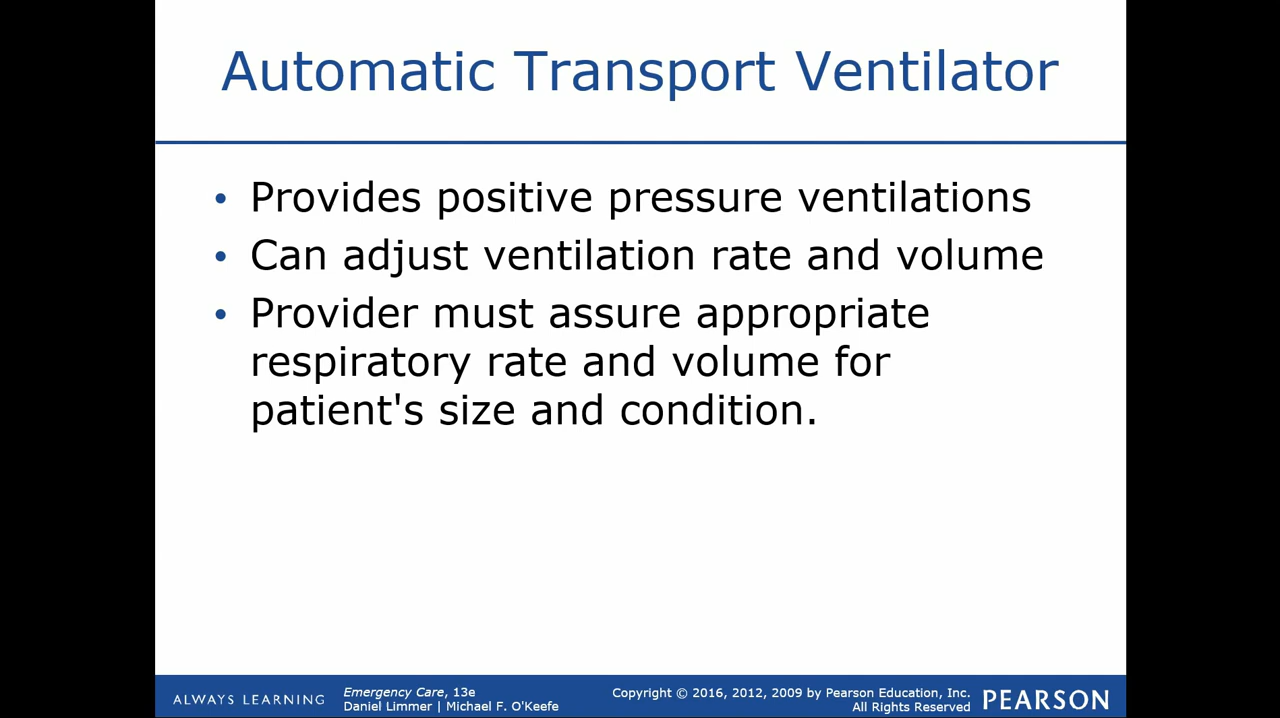 Automatic Transport Ventilator
• Provides positive pressure ventilations
• Can adjust ventilation rate and volume
• Provider must assure appropriate
respiratory rate and volume for
patient's size and condition.
ALWAYS LEARNING
Emergency Care, 13e
Daniel Limmer | Michael F. O'Keefe
Copyright © 2016, 2012, 2009 by Pearson Education, Inc.
All Rights Reserved
PEARSON